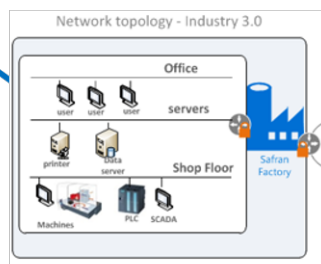 Network topology - Industry 3.0
Office
user user user
servers
printer
Data
server
Shop Floor
Safran
Factory
Machines
PLC SCADA